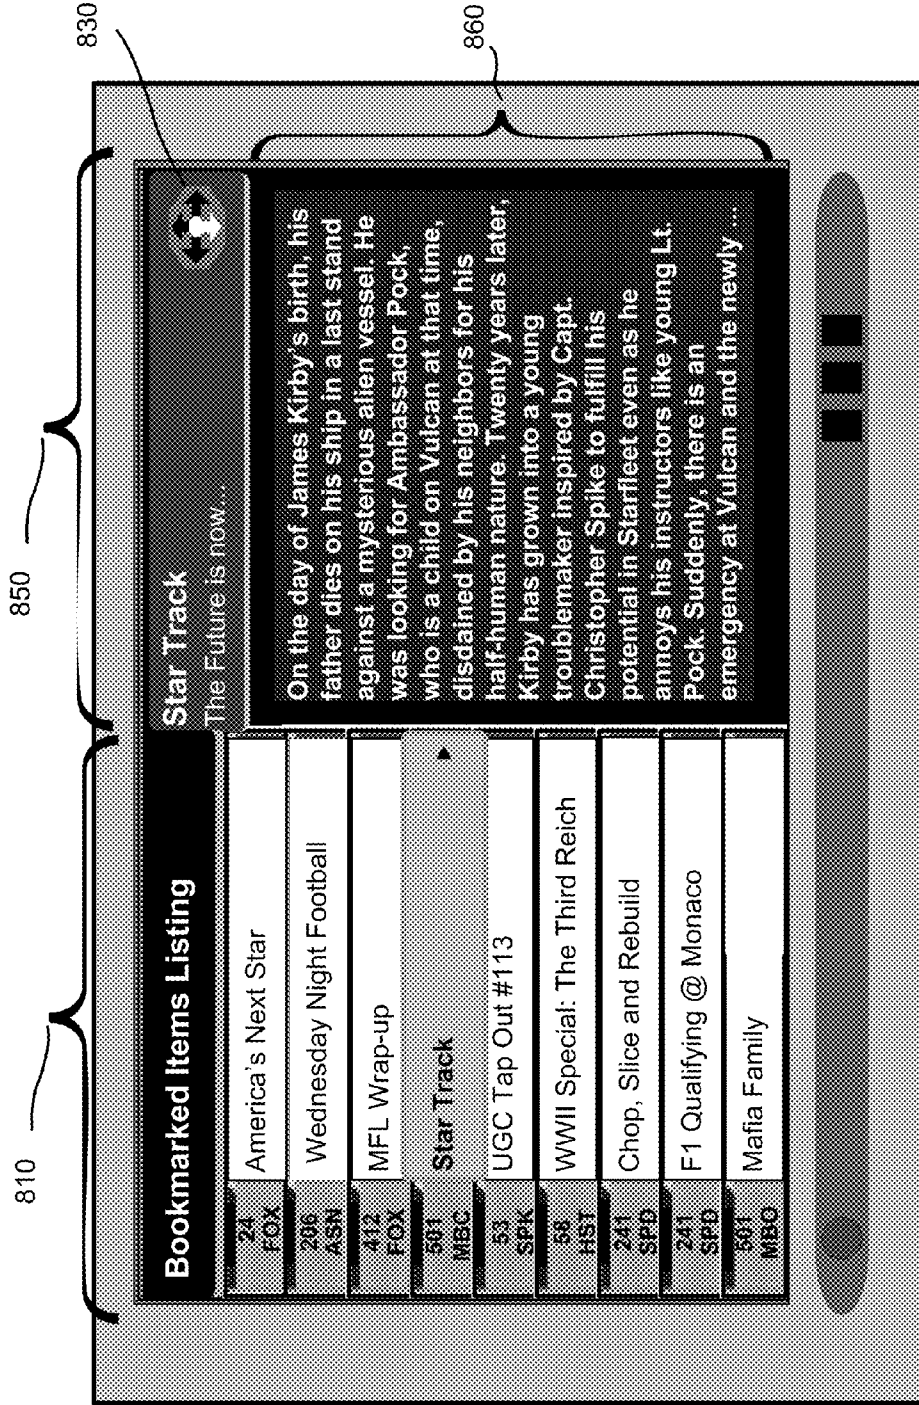 810
850
830
860
Bookmarked Items Listing
24
FOX
America's Next Star
206
ASN
Wednesday Night Football
412
FOX
MFL Wrap-up
501
MBC
Star Track
53
SPK
UGC Tap Out #113
58
HST
WWII Special: The Third Reich
241
SPD
Chop, Slice and Rebuild
241
SPD
F1 Qualifying @ Monaco
501
MBO
Mafia Family
Star Track
The Future is now...
On the day of James Kirby's birth, his
father dies on his ship in a last stand
against a mysterious alien vessel. He
was looking for Ambassador Pock,
who is a child on Vulcan at that time,
disdained by his neighbors for his
half-human nature. Twenty years later,
Kirby has grown into a young
troublemaker inspired by Capt.
Christopher Spike to fulfill his
potential in Starfleet even as he
annoys his instructors like young Lt.
Pock. Suddenly, there is an
emergency at Vulcan and the newly ...